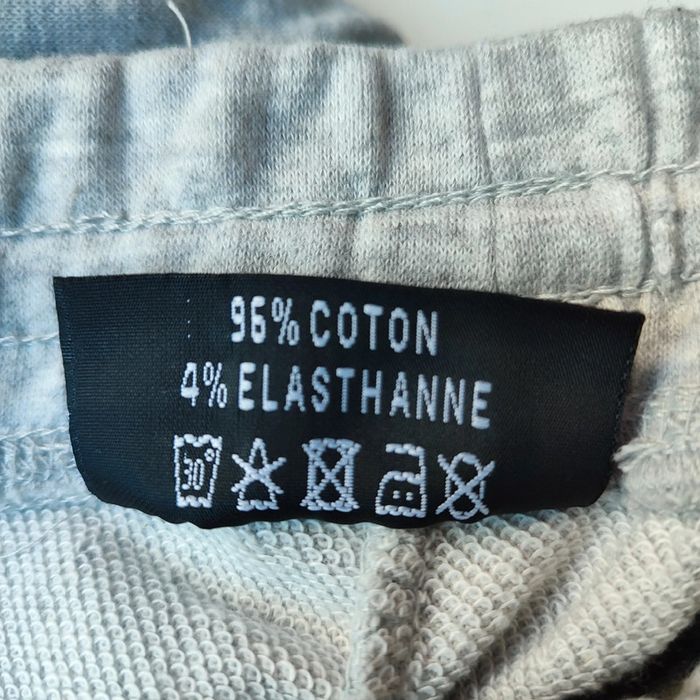 96% COTON
4% ELASTHANNE
30°